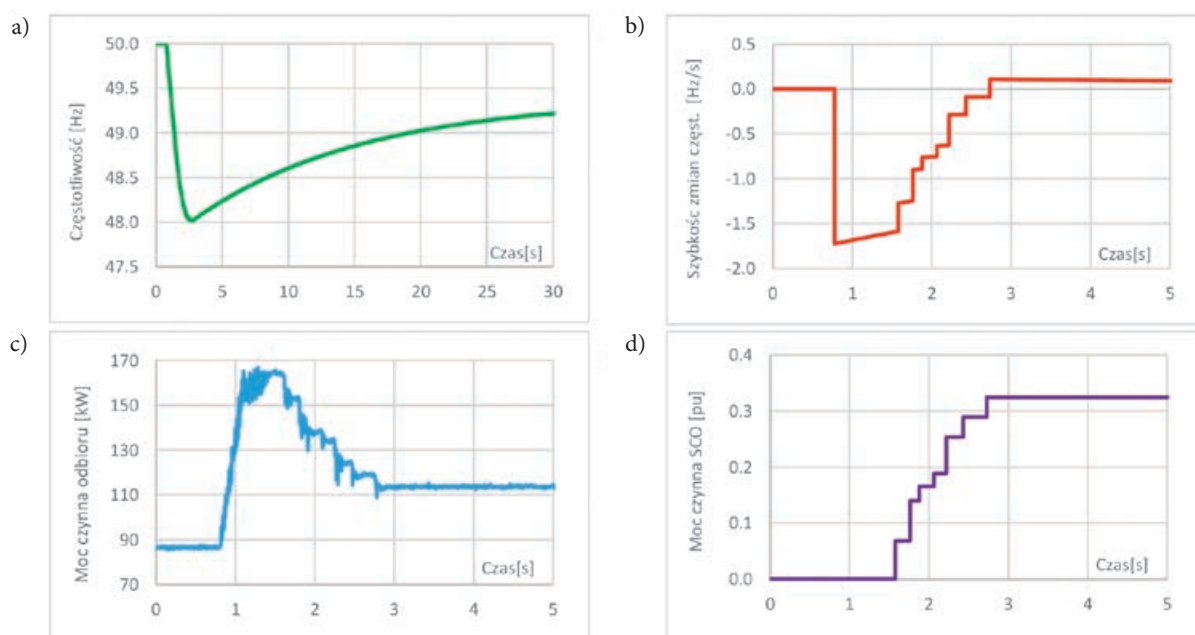 a)
50.0
49.5
49.0
48.5
48.0
47.5
Częstotliwość [Hz]
Czas[s]
0 5 10 15 20 25 30
b)
0.5
0.0
-0.5
-1.0
-1.5
-2.0
Szybkośc zmian częst. [Hz/s]
Czas[s]
0 1 2 3 4 5
c)
170
150
130
110
90
70
Moc czynna odbioru [kW]
Czas[s]
0 1 2 3 4 5
d)
0.4
0.3
0.2
0.1
0.0
Moc czynna SCO [pu]
Czas[s]
0 1 2 3 4 5